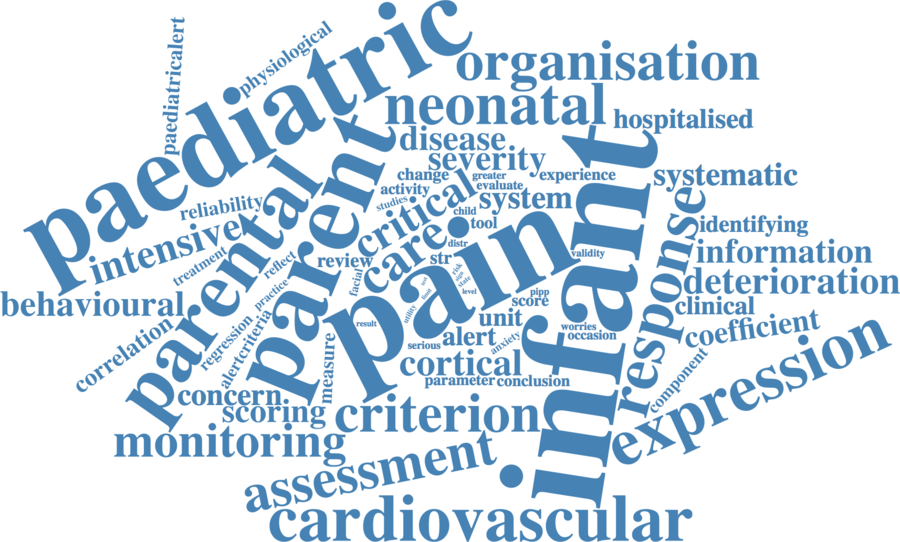 paediatricalert
physiological
paediatric
organisation
neonatal
hospitalised
disease
severity
change
greater
experience
systematic
activity
evaluate
studies
critical
system
child
tool
parent
parental
reliability
intensive
infant
response
identifying
care
distr
pain
validity
information
treatment
reflect
review
str
risk
sign
state
facial
level
deterioration
behavioural
practice
pipp
score
clinical
utility
unit
worries
occasion
coefficient
correlation
regression
alertcriteria
result
alert
anxiety
serious
expression
measure
cortical
component
parameter
conclusion
concern
scoring
criterion
monitoring
assessment
cardiovascular